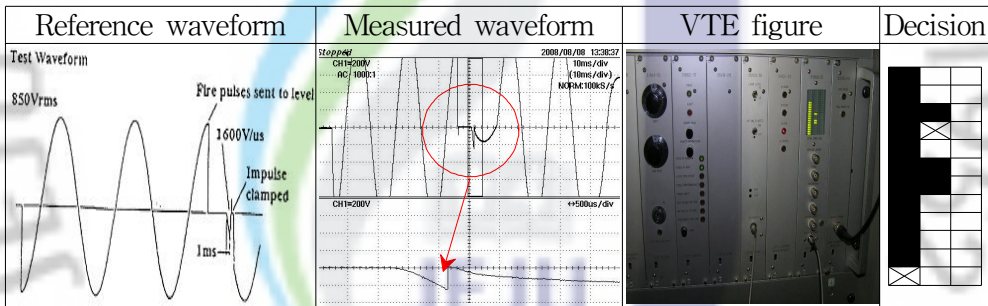 Reference waveform
Measured waveform
VTE figure
Decision
Test Waveform
850Vrms
Fire pulses sent to level
1600V/us
Impulse
clamped
1ms
Stopped
2008/08/08 13:38:37
CH1=200V
AC 1000:1
10ms/div
(10ms/div)
NORM:100kS/s
CH1=200V
↔500us/div